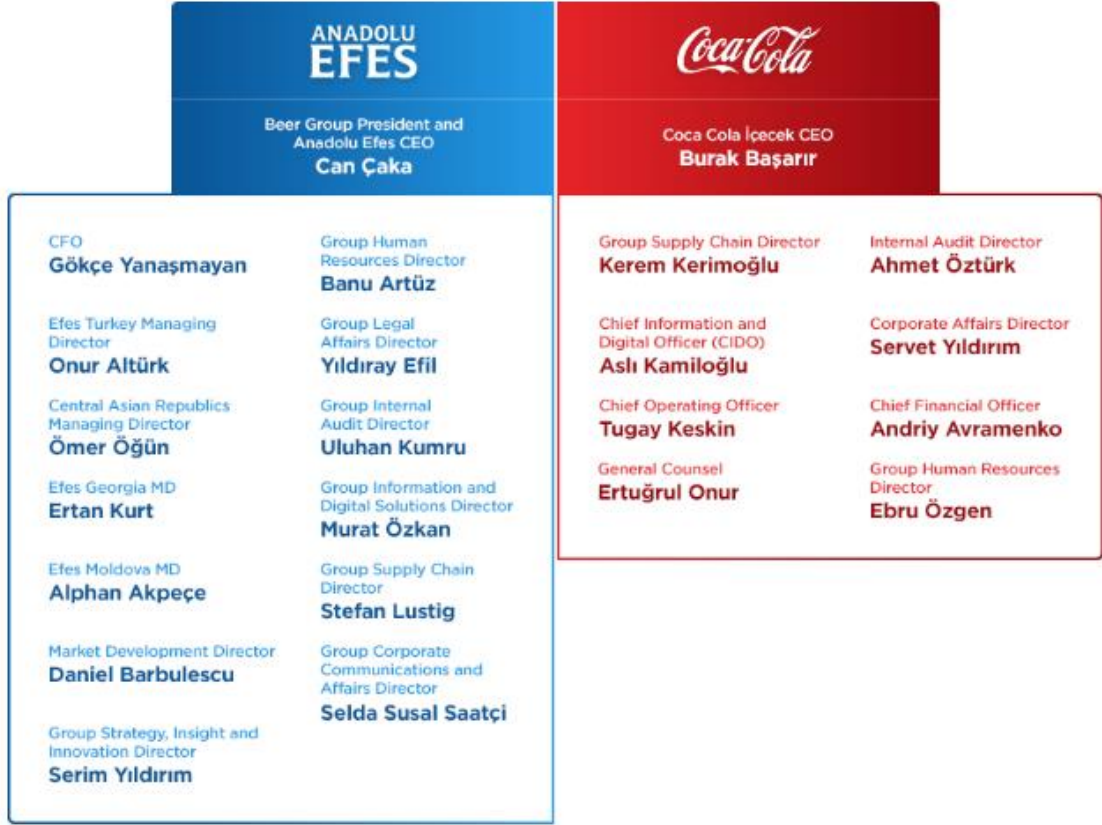 ANADOLU
EFES
Beer Group President and
Anadolu Efes CEO
Can Çaka
CFO
Gökçe Yanaşmayan
Efes Turkey Managing
Director
Onur Altürk
Central Asian Republics
Managing Director
Ömer Öğün
Efes Georgia MD
Ertan Kurt
Efes Moldova MD
Alphan Akpeçe
Market Development Director
Daniel Barbulescu
Group Strategy, Insight and
Innovation Director
Serim Yıldırım
Group Human
Resources Director
Banu Artüz
Group Legal
Affairs Director
Yıldıray Efil
Group Internal
Audit Director
Uluhan Kumru
Group Information and
Digital Solutions Director
Murat Özkan
Group Supply Chain
Director
Stefan Lustig
Group Corporate
Communications and
Affairs Director
Selda Susal Saatçi
Coca-Cola
Coca Cola İçecek CEO
Burak Başarır
Group Supply Chain Director
Kerem Kerimoğlu
Chief Information and
Digital Officer (CIDO)
Aslı Kamiloğlu
Chief Operating Officer
Tugay Keskin
General Counsel
Ertuğrul Onur
Internal Audit Director
Ahmet Öztürk
Corporate Affairs Director
Servet Yıldırım
Chief Financial Officer
Andriy Avramenko
Group Human Resources
Director
Ebru Özgen